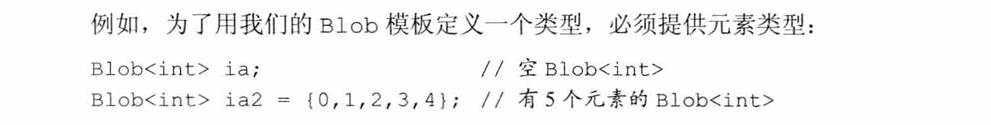 例如，为了用我们的 Blob 模板定义一个类型，必须提供元素类型：
Blob<int> ia; // 空 Blob<int>
Blob<int> ia2 = {0,1,2,3,4}; // 有 5 个元素的 Blob<int>